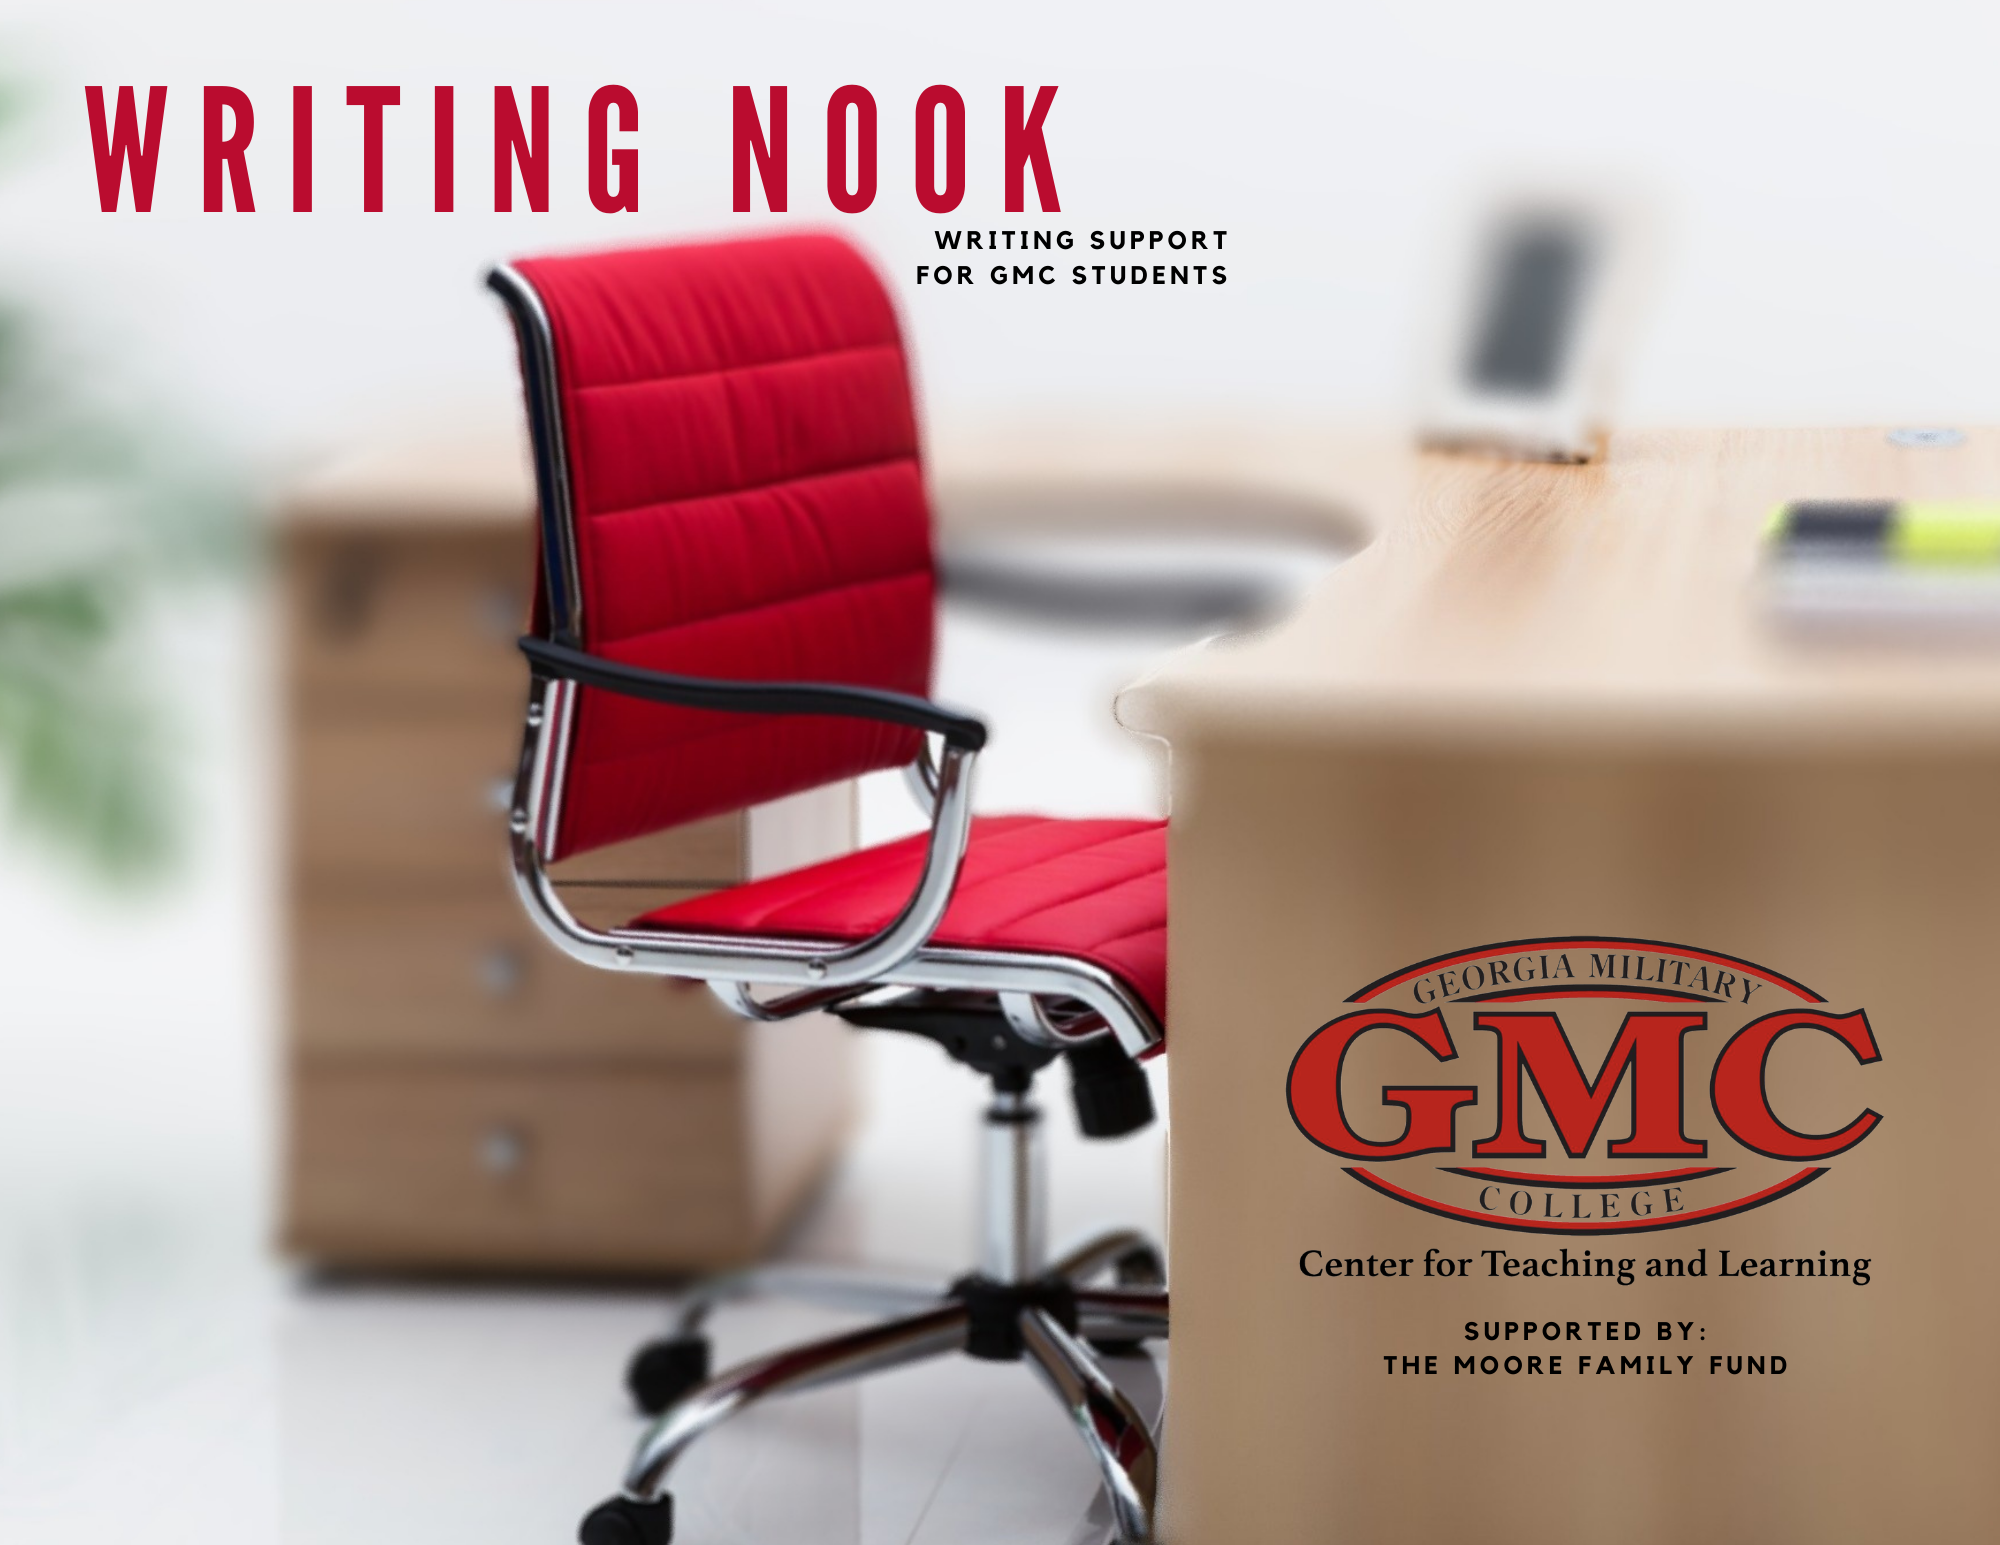 WRITING NOOK
WRITING SUPPORT
FOR GMC STUDENTS
GEORGIA MILITARY
GMC
COLLEGE
Center for Teaching and Learning
SUPPORTED BY:
THE MOORE FAMILY FUND